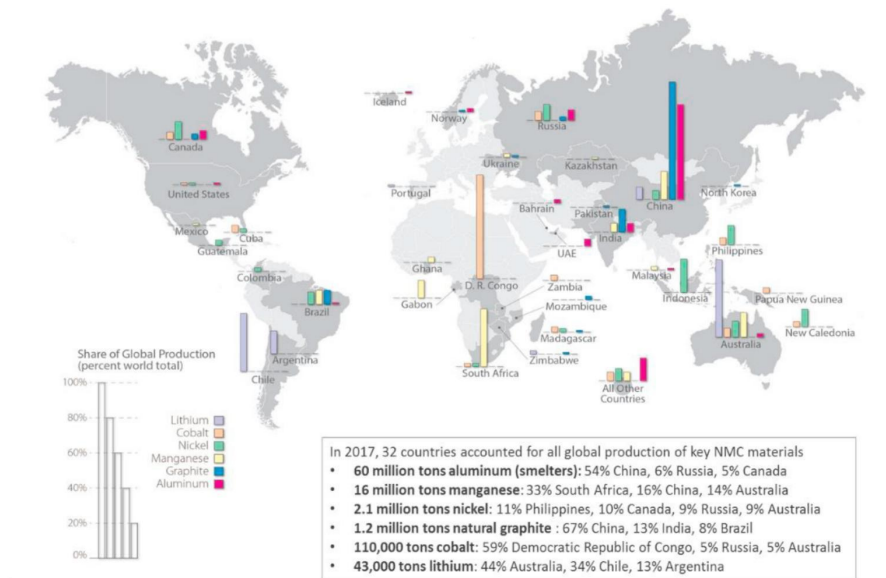 Iceland
Norway
Russia
Canada
Ukraine
Kazakhstan
United States
Portugal
North Korea
China
Bahrain
Pakistan
India
Mexico
Cuba
Guatemala
UAE
Philippines
Ghana
Malaysia
Colombia
D. R. Congo
Zambia
Indonesia
Papua New Guinea
Gabon
Mozambique
Brazil
New Caledonia
Madagascar
Australia
Argentina
Zimbabwe
South Africa
Chile
All Other
Countries
Share of Global Production
(percent world total)
100%
80%
60%
40%
20%
0%
Lithium
Cobalt
Nickel
Manganese
Graphite
Aluminum
In 2017, 32 countries accounted for all global production of key NMC materials
• 60 million tons aluminum (smelters): 54% China, 6% Russia, 5% Canada
• 16 million tons manganese: 33% South Africa, 16% China, 14% Australia
• 2.1 million tons nickel: 11% Philippines, 10% Canada, 9% Russia, 9% Australia
• 1.2 million tons natural graphite : 67% China, 13% India, 8% Brazil
• 110,000 tons cobalt: 59% Democratic Republic of Congo, 5% Russia, 5% Australia
• 43,000 tons lithium: 44% Australia, 34% Chile, 13% Argentina